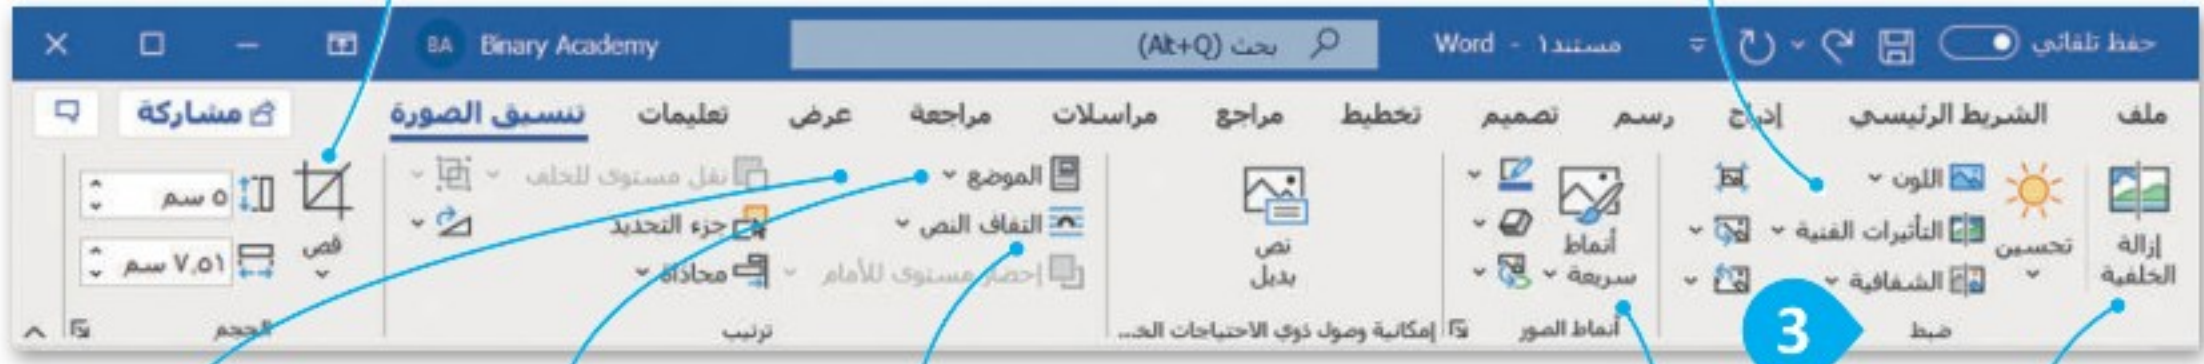 حفظ تلقائي مستند١ - Word بحث (Alt+Q) Binary Academy BA
ملف الشريط الرئيسي إدراج رسم تصميم تخطيط مراجع مراسلات مراجعة عرض تعليمات تنسيق الصورة مشاركة
إزالة الخلفية
تحسين
اللون
التأثيرات الفنية
الشفافية
ضبط
3
أنماط سريعة
أنماط الصور
نص بديل
إمكانية وصول ذوي الاحتياجات الخـ...
الموضع
التفاف النص
إحضار مستوى للأمام
نقل مستوى للخلف
جزء التحديد
محاذاة
ترتيب
قص
٥ سم
٧,٥١ سم
الحجم